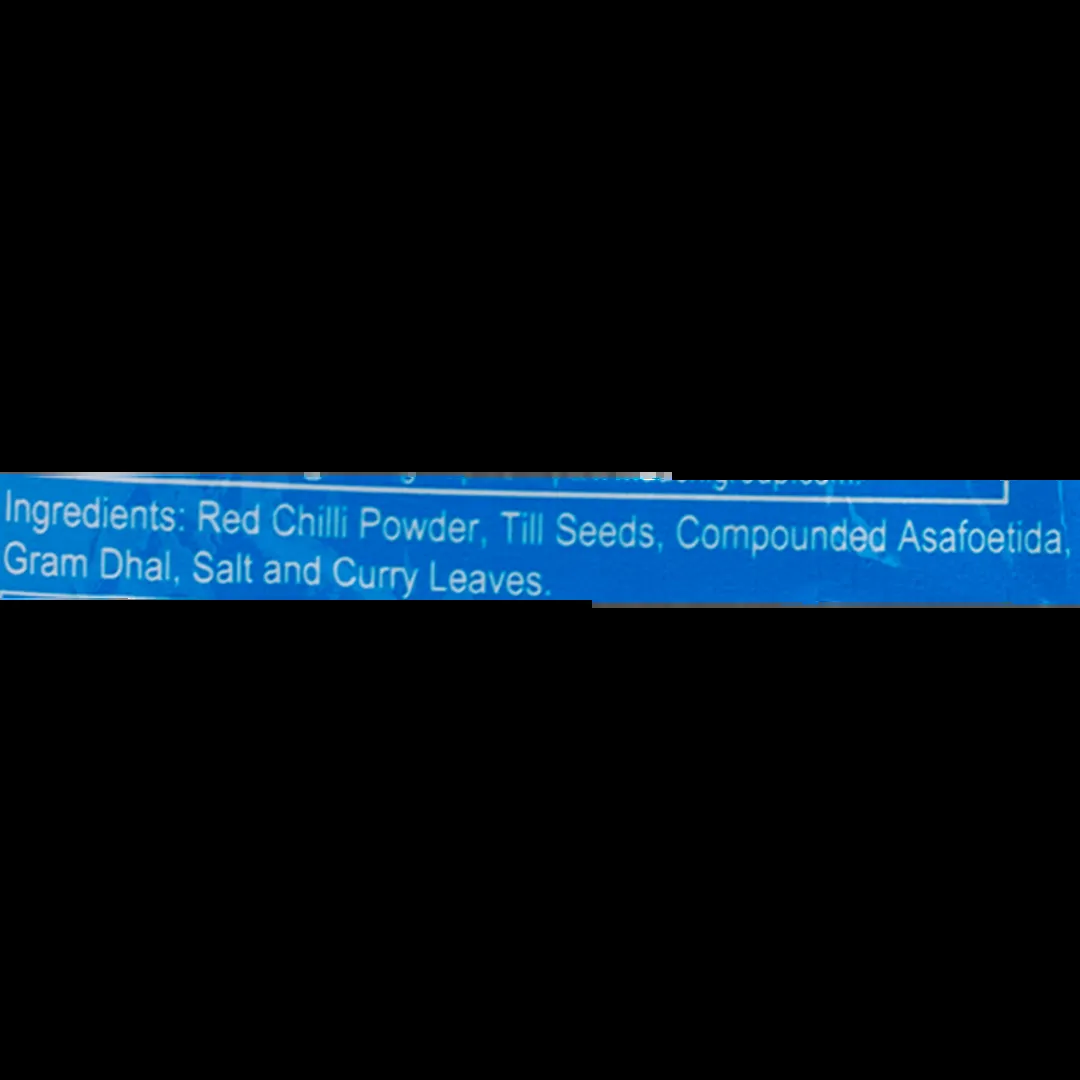 Ingredients: Red Chilli Powder, Till Seeds, Compounded Asafoetida,
Gram Dhal, Salt and Curry Leaves.